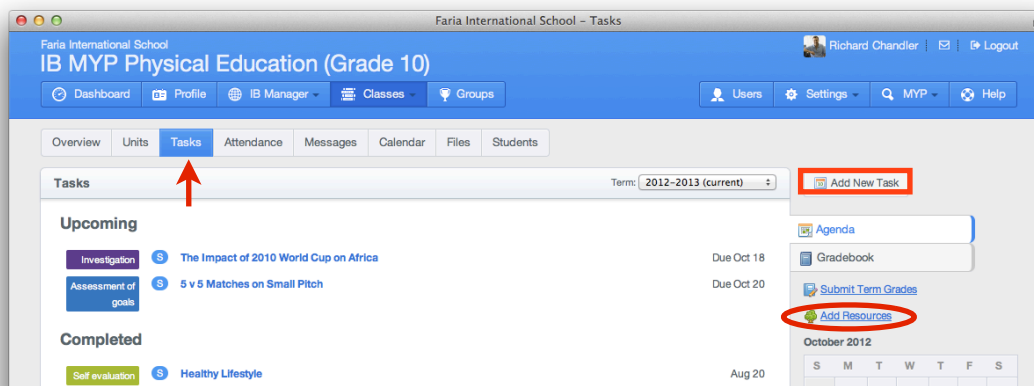 Faria International School – Tasks
Faria International School
Richard Chandler
Logout
IB MYP Physical Education (Grade 10)
Dashboard Profile IB Manager Classes Groups Users Settings MYP Help
Overview Units Tasks Attendance Messages Calendar Files Students
Tasks
Term: 2012–2013 (current)
Add New Task
Upcoming
Agenda
Investigation S The Impact of 2010 World Cup on Africa Due Oct 18
Gradebook
Assessment of goals S 5 v 5 Matches on Small Pitch Due Oct 20
Submit Term Grades
Add Resources
Completed
October 2012
S M T W T F S
Self evaluation S Healthy Lifestyle Aug 20